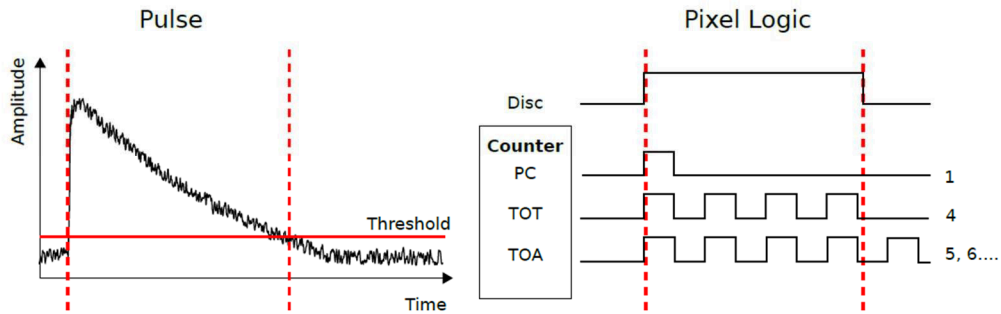 Pulse
Amplitude
Threshold
Time
Pixel Logic
Disc
Counter
PC 1
TOT 4
TOA 5, 6....